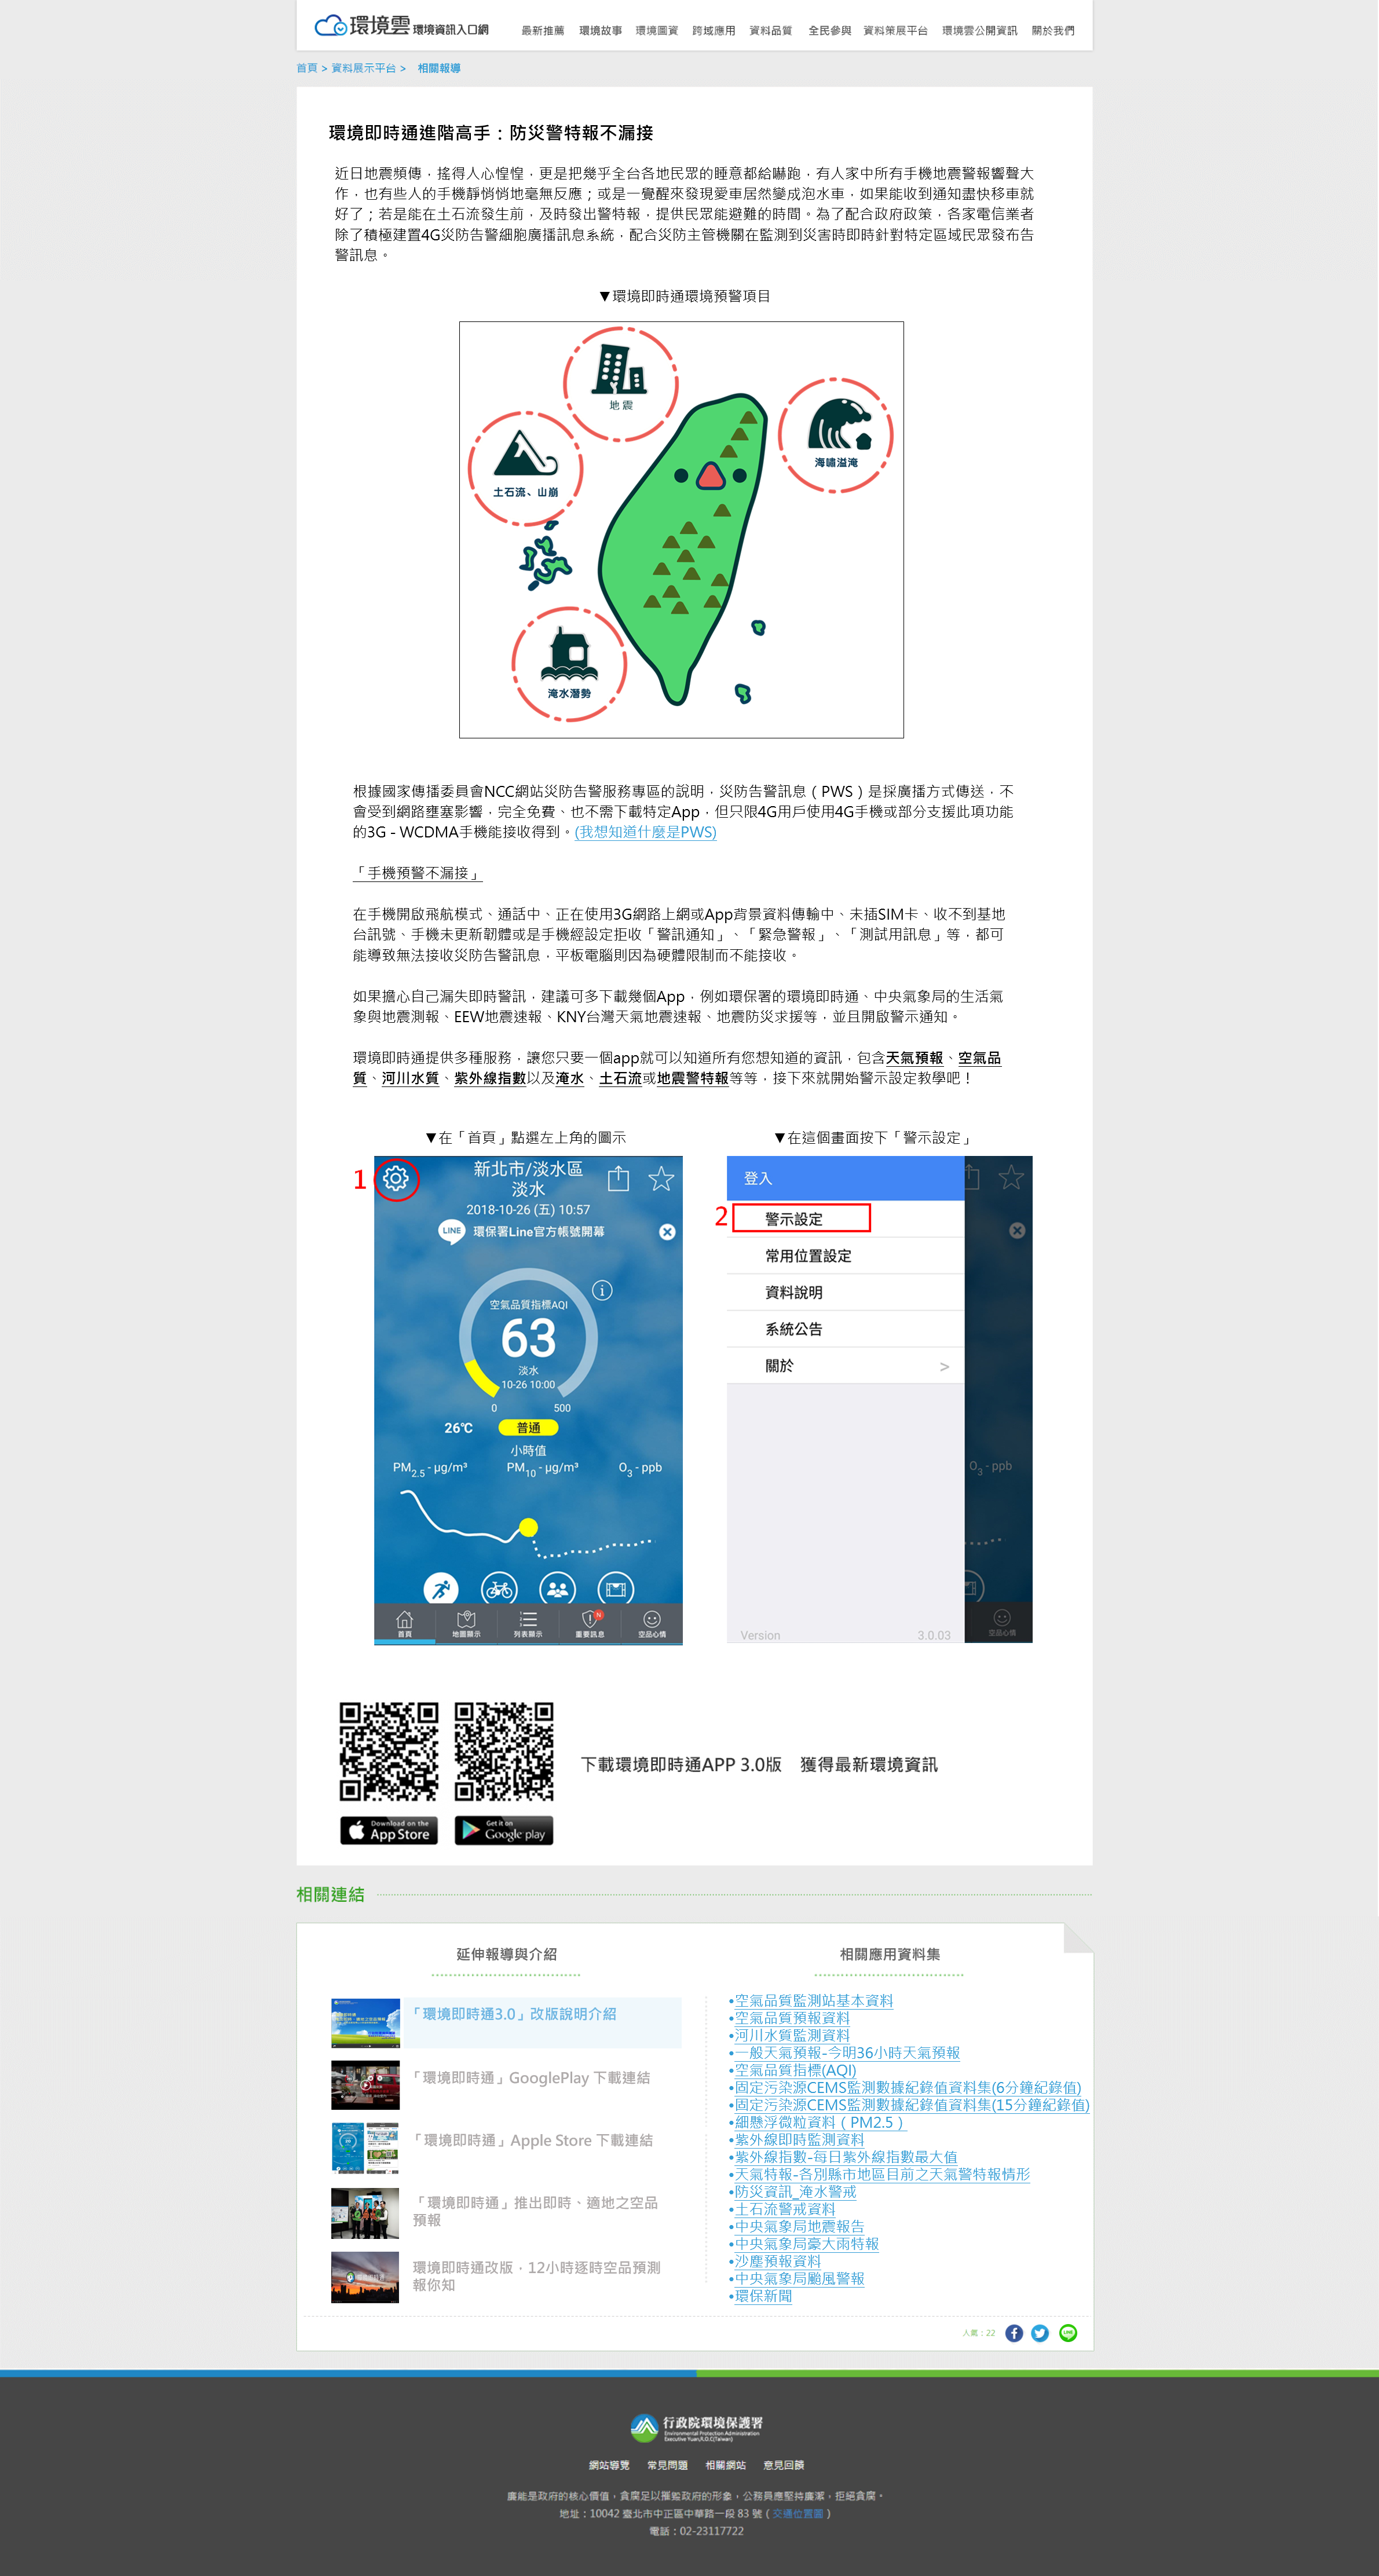 環境雲 環境資訊入口網
最新推薦 環境故事 環境圖資 跨域應用 資料品質 全民參與 資料策展平台 環境雲公開資訊 關於我們
首頁 > 資料展示平台 > 相關報導
環境即時通進階高手：防災警特報不漏接
近日地震頻傳，搖得人心惶惶，更是把幾乎全台各地民眾的睡意都給嚇跑，有人家中所有手機地震警報響聲大
作，也有些人的手機靜悄悄地毫無反應；或是一覺醒來發現愛車居然變成泡水車，如果能收到通知盡快移車就
好了；若是能在土石流發生前，及時發出警特報，提供民眾能避難的時間。為了配合政府政策，各家電信業者
除了積極建置4G災防告警細胞廣播訊息系統，配合災防主管機關在監測到災害時即時針對特定區域民眾發布告
警訊息。
▼環境即時通環境預警項目
地震
海嘯溢淹
土石流、山崩
淹水潛勢
根據國家傳播委員會NCC網站災防告警服務專區的說明，災防告警訊息（PWS）是採廣播方式傳送，不
會受到網路壅塞影響，完全免費、也不需下載特定App，但只限4G用戶使用4G手機或部分支援此項功能
的3G - WCDMA手機能接收得到。(我想知道什麼是PWS)
「手機預警不漏接」
在手機開啟飛航模式、通話中、正在使用3G網路上網或App背景資料傳輸中、未插SIM卡、收不到基地
台訊號、手機未更新韌體或是手機經設定拒收「警訊通知」、「緊急警報」、「測試用訊息」等，都可
能導致無法接收災防告警訊息，平板電腦則因為硬體限制而不能接收。
如果擔心自己漏失即時警訊，建議可多下載幾個App，例如環保署的環境即時通、中央氣象局的生活氣
象與地震測報、EEW地震速報、KNY台灣天氣地震速報、地震防災求援等，並且開啟警示通知。
環境即時通提供多種服務，讓您只要一個app就可以知道所有您想知道的資訊，包含天氣預報、空氣品
質、河川水質、紫外線指數以及淹水、土石流或地震警特報等等，接下來就開始警示設定教學吧！
▼在「首頁」點選左上角的圖示
1
新北市/淡水區
淡水
2018-10-26 (五) 10:57
LINE 環保署Line官方帳號開幕
空氣品質指標AQI
63
淡水
10-26 10:00
0 500
26℃ 普通
小時值
PM2.5 - μg/m³ PM10 - μg/m³ O3 - ppb
首頁 地圖顯示 列表顯示 重要訊息 空品心情
N
▼在這個畫面按下「警示設定」
登入
2 警示設定
常用位置設定
資料說明
系統公告
關於 >
O3 - ppb
Version 3.0.03
空品心情
下載環境即時通APP 3.0版 獲得最新環境資訊
Download on the App Store
Get it on Google play
相關連結
延伸報導與介紹
「環境即時通3.0」改版說明介紹
「環境即時通」GooglePlay 下載連結
「環境即時通」Apple Store 下載連結
「環境即時通」推出即時、適地之空品
預報
環境即時通改版，12小時逐時空品預測
報你知
相關應用資料集
•空氣品質監測站基本資料
•空氣品質預報資料
•河川水質監測資料
•一般天氣預報-今明36小時天氣預報
•空氣品質指標(AQI)
•固定污染源CEMS監測數據紀錄值資料集(6分鐘紀錄值)
•固定污染源CEMS監測數據紀錄值資料集(15分鐘紀錄值)
•細懸浮微粒資料（PM2.5）
•紫外線即時監測資料
•紫外線指數-每日紫外線指數最大值
•天氣特報-各別縣市地區目前之天氣警特報情形
•防災資訊_淹水警戒
•土石流警戒資料
•中央氣象局地震報告
•中央氣象局豪大雨特報
•沙塵預報資料
•中央氣象局颱風警報
•環保新聞
人氣：22
行政院環境保護署
Environmental Protection Administration
Executive Yuan,R.O.C(Taiwan)
網站導覽 常見問題 相關網站 意見回饋
廉能是政府的核心價值，貪腐足以摧毀政府的形象，公務員應堅持廉潔，拒絕貪腐。
地址：10042 臺北市中正區中華路一段 83 號（交通位置圖）
電話：02-23117722